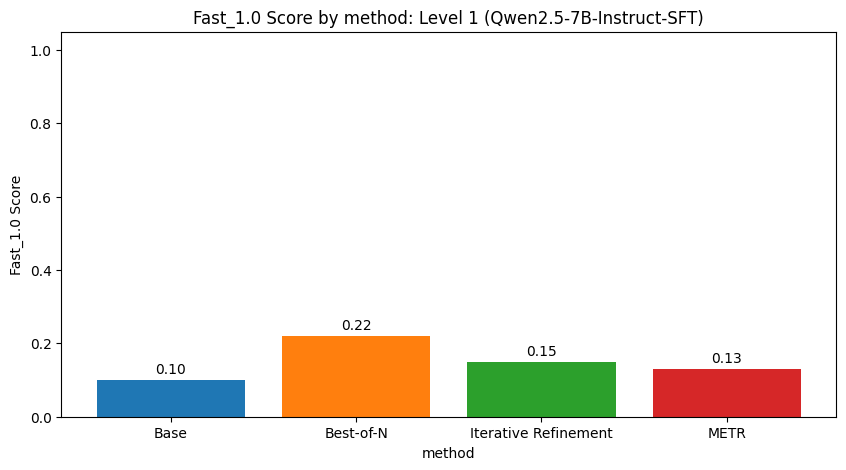 Fast_1.0 Score by method: Level 1 (Qwen2.5-7B-Instruct-SFT)
Fast_1.0 Score
1.0
0.8
0.6
0.4
0.2
0.0
0.10
0.22
0.15
0.13
Base
Best-of-N
Iterative Refinement
METR
method